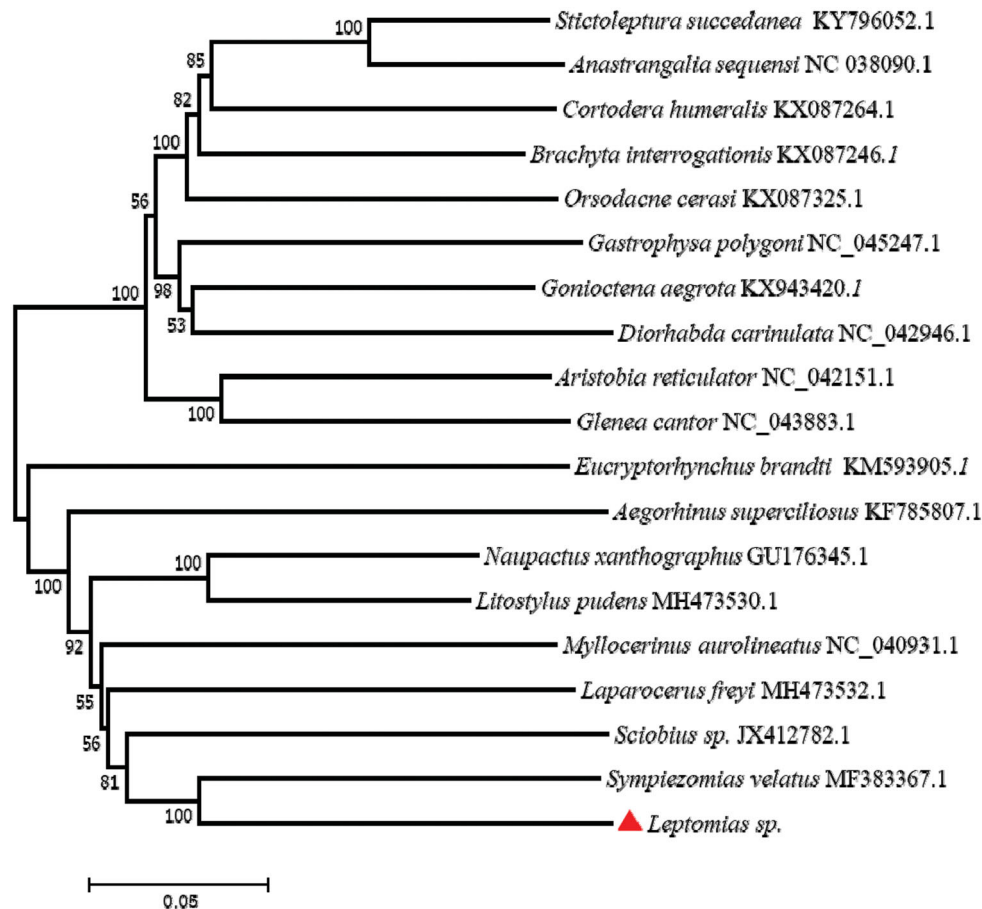 100
Stictoleptura succedanea KY796052.1
85
Anastrangalia sequensi NC 038090.1
82
Cortodera humeralis KX087264.1
100
Brachyta interrogationis KX087246.1
Orsodacne cerasi KX087325.1
56
Gastrophysa polygoni NC_045247.1
100
98
Gonioctena aegrota KX943420.1
53
Diorhabda carinulata NC_042946.1
Aristobia reticulator NC_042151.1
100
Glenea cantor NC_043883.1
Eucryptorhynchus brandti KM593905.1
Aegorhinus superciliosus KF785807.1
100
Naupactus xanthographus GU176345.1
100
Litostylus pudens MH473530.1
92
Myllocerinus aurolineatus NC_040931.1
55
Laparocerus freyi MH473532.1
56
Sciobius sp. JX412782.1
81
Sympiezomias velatus MF383367.1
100
Leptomias sp.
0.05